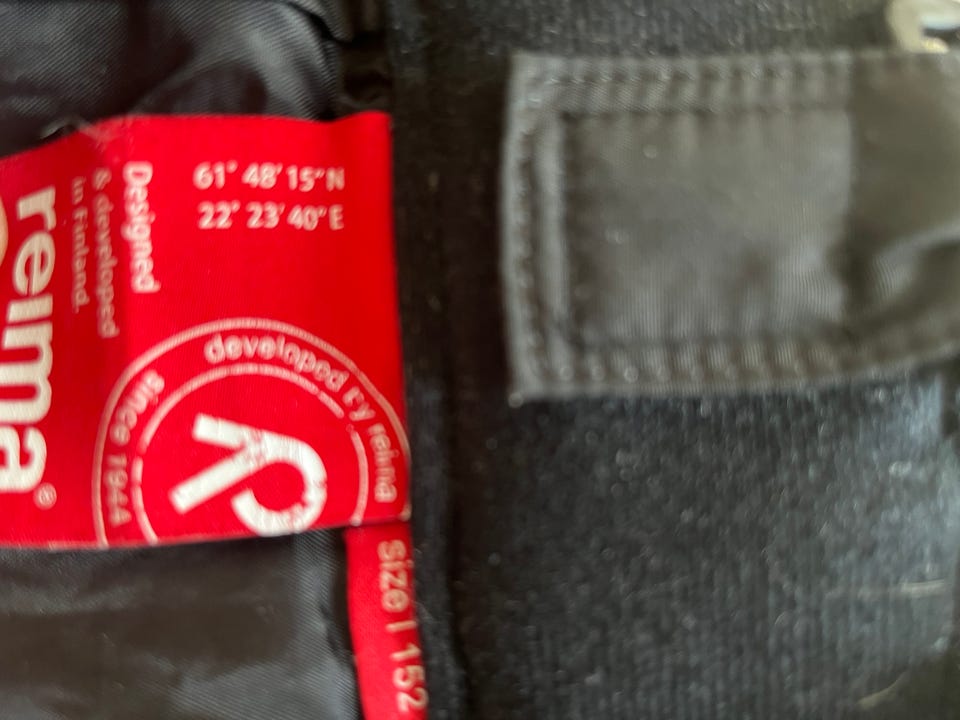 61° 48' 15" N
22° 23' 40" E
Designed
& developed
in Finland.
reima®
developed by reima
since 1944
size | 152